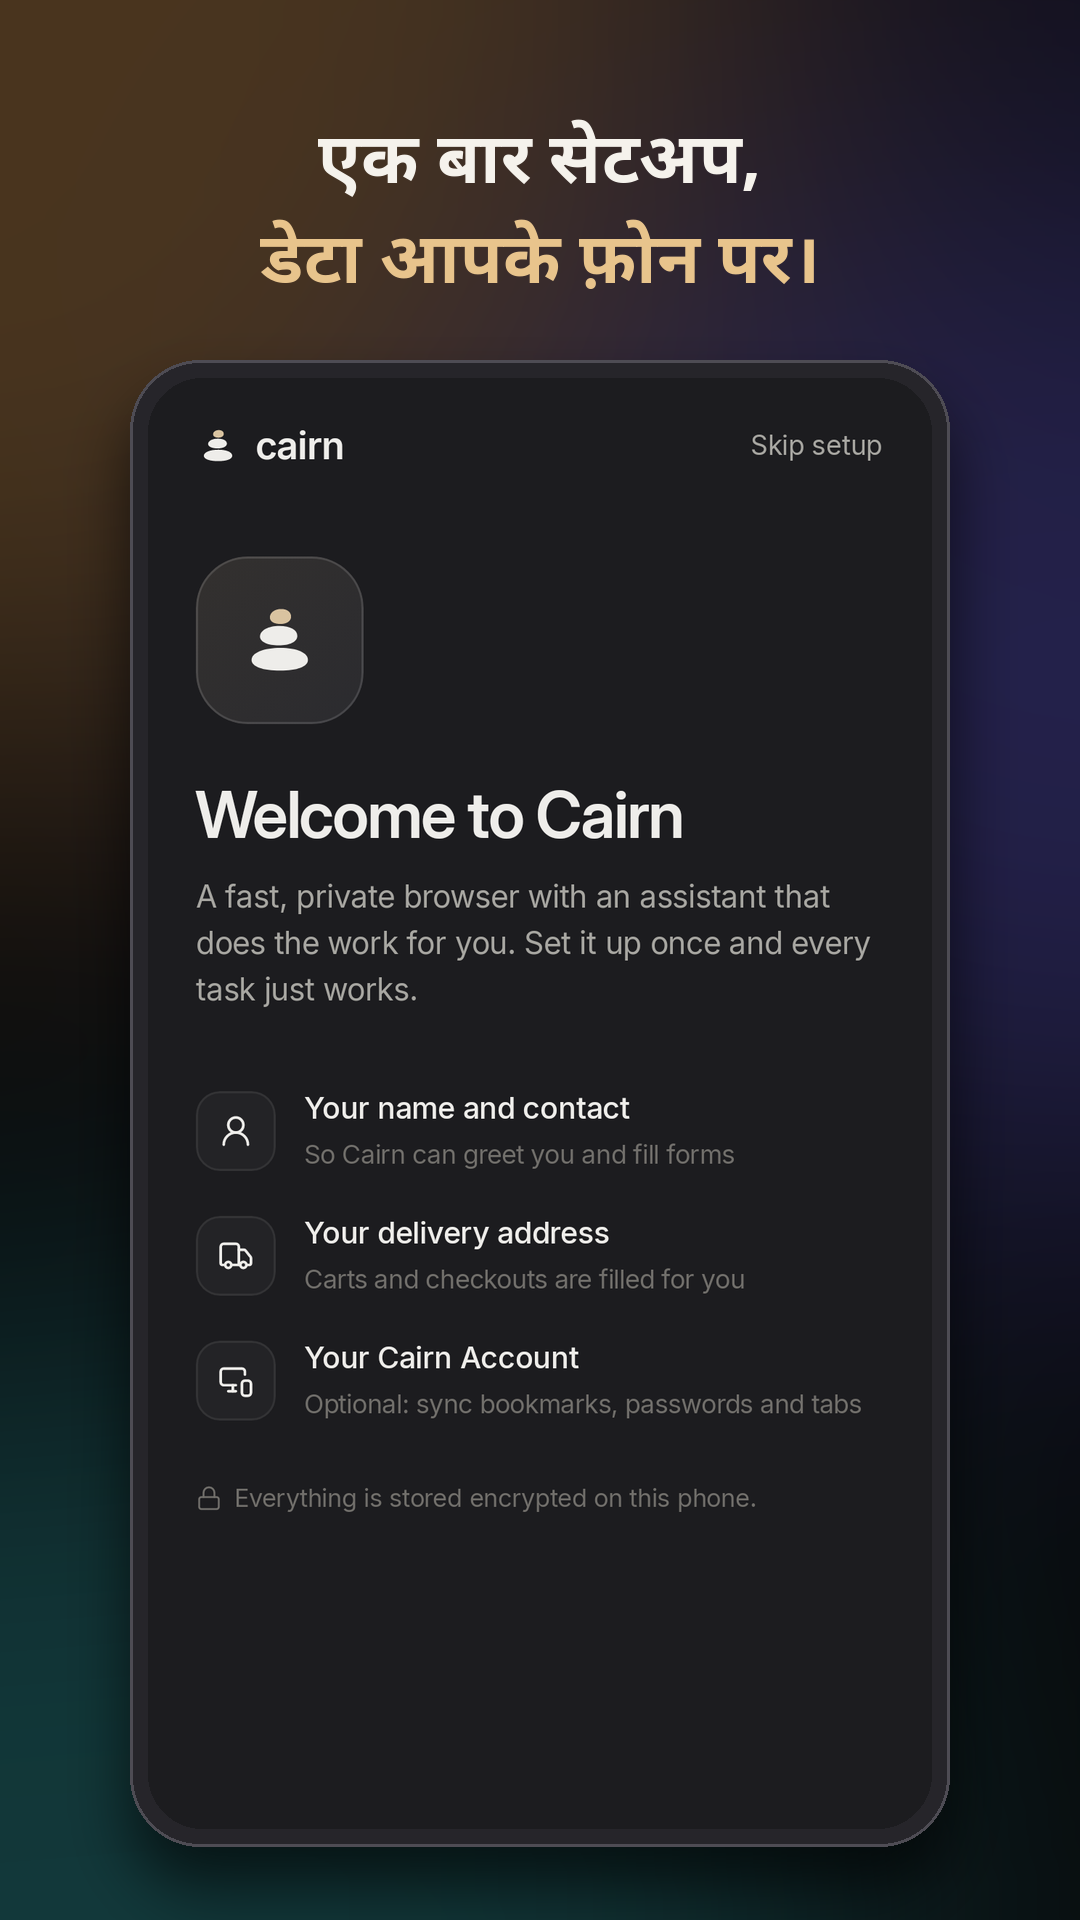 एक बार सेटअप,
डेटा आपके फ़ोन पर।
cairn
Skip setup
Welcome to Cairn
A fast, private browser with an assistant that
does the work for you. Set it up once and every
task just works.
Your name and contact
So Cairn can greet you and fill forms
Your delivery address
Carts and checkouts are filled for you
Your Cairn Account
Optional: sync bookmarks, passwords and tabs
Everything is stored encrypted on this phone.